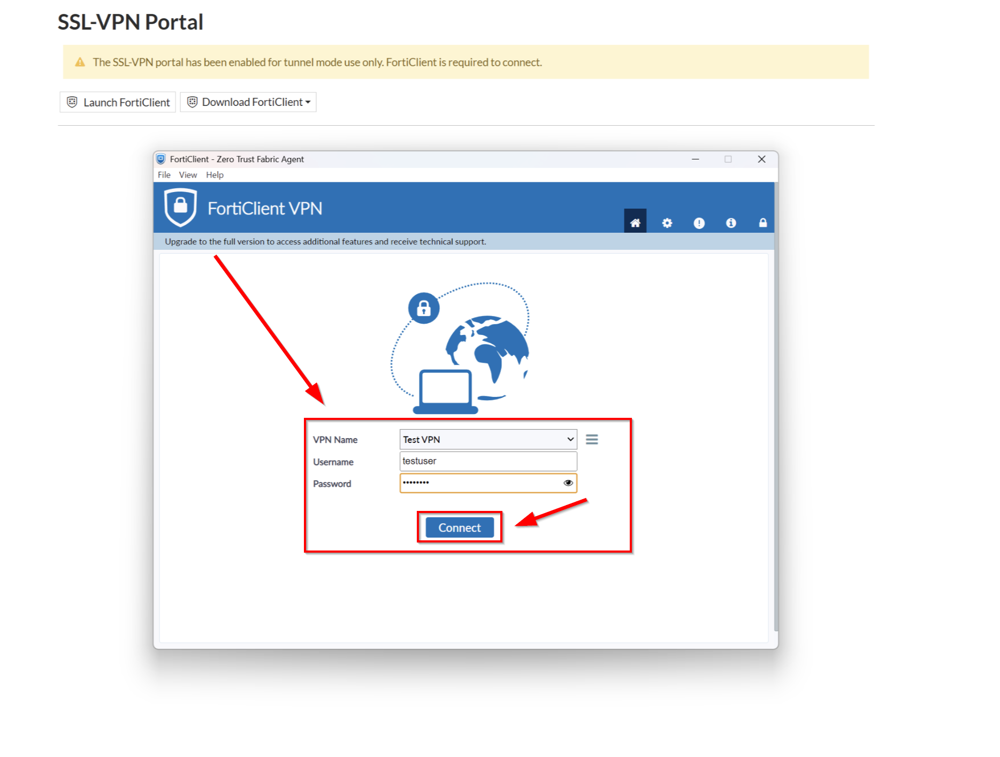 SSL-VPN Portal
The SSL-VPN portal has been enabled for tunnel mode use only. FortiClient is required to connect.
Launch FortiClient
Download FortiClient
FortiClient - Zero Trust Fabric Agent
File View Help
FortiClient VPN
Upgrade to the full version to access additional features and receive technical support.
VPN Name Test VPN
Username testuser
Password ••••••••
Connect